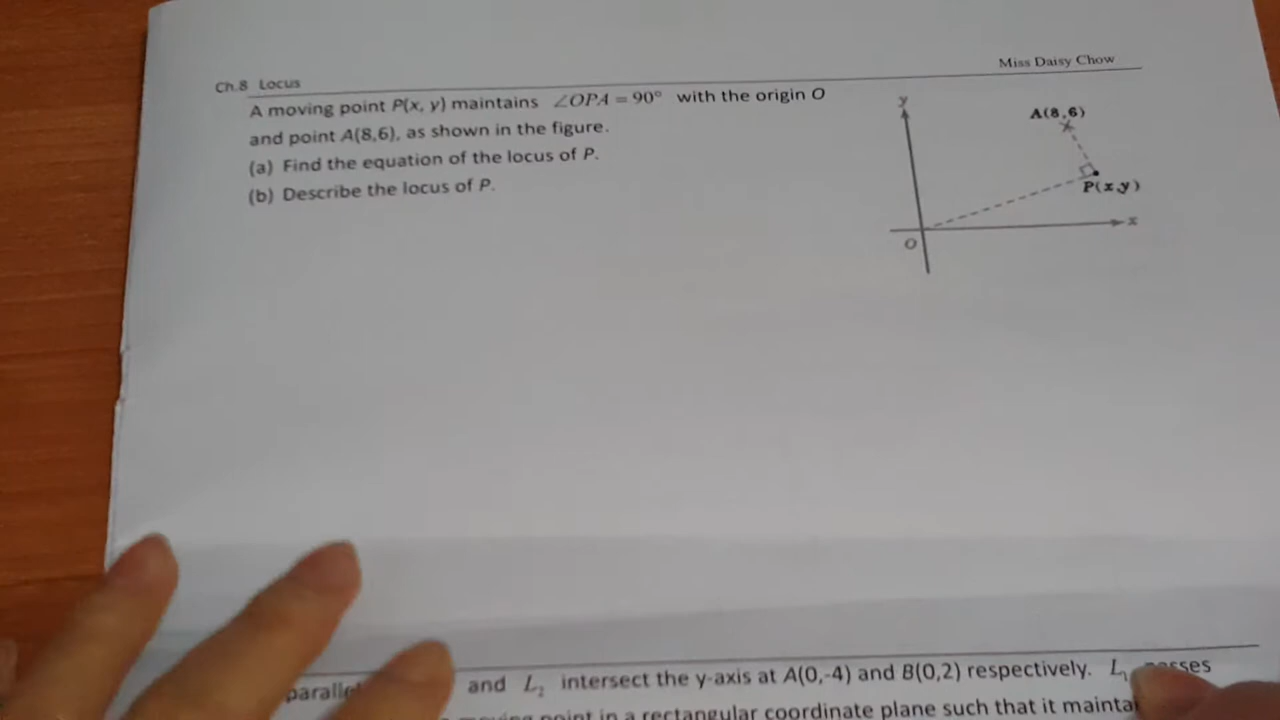 Ch.8 Locus
Miss Daisy Chow
A moving point P(x, y) maintains ∠OPA = 90° with the origin O
and point A(8,6), as shown in the figure.
(a) Find the equation of the locus of P.
(b) Describe the locus of P.
y
A(8,6)
P(x,y)
x
O
and L₂ intersect the y-axis at A(0,-4) and B(0,2) respectively. L₁
point in a rectangular coordinate plane such that it